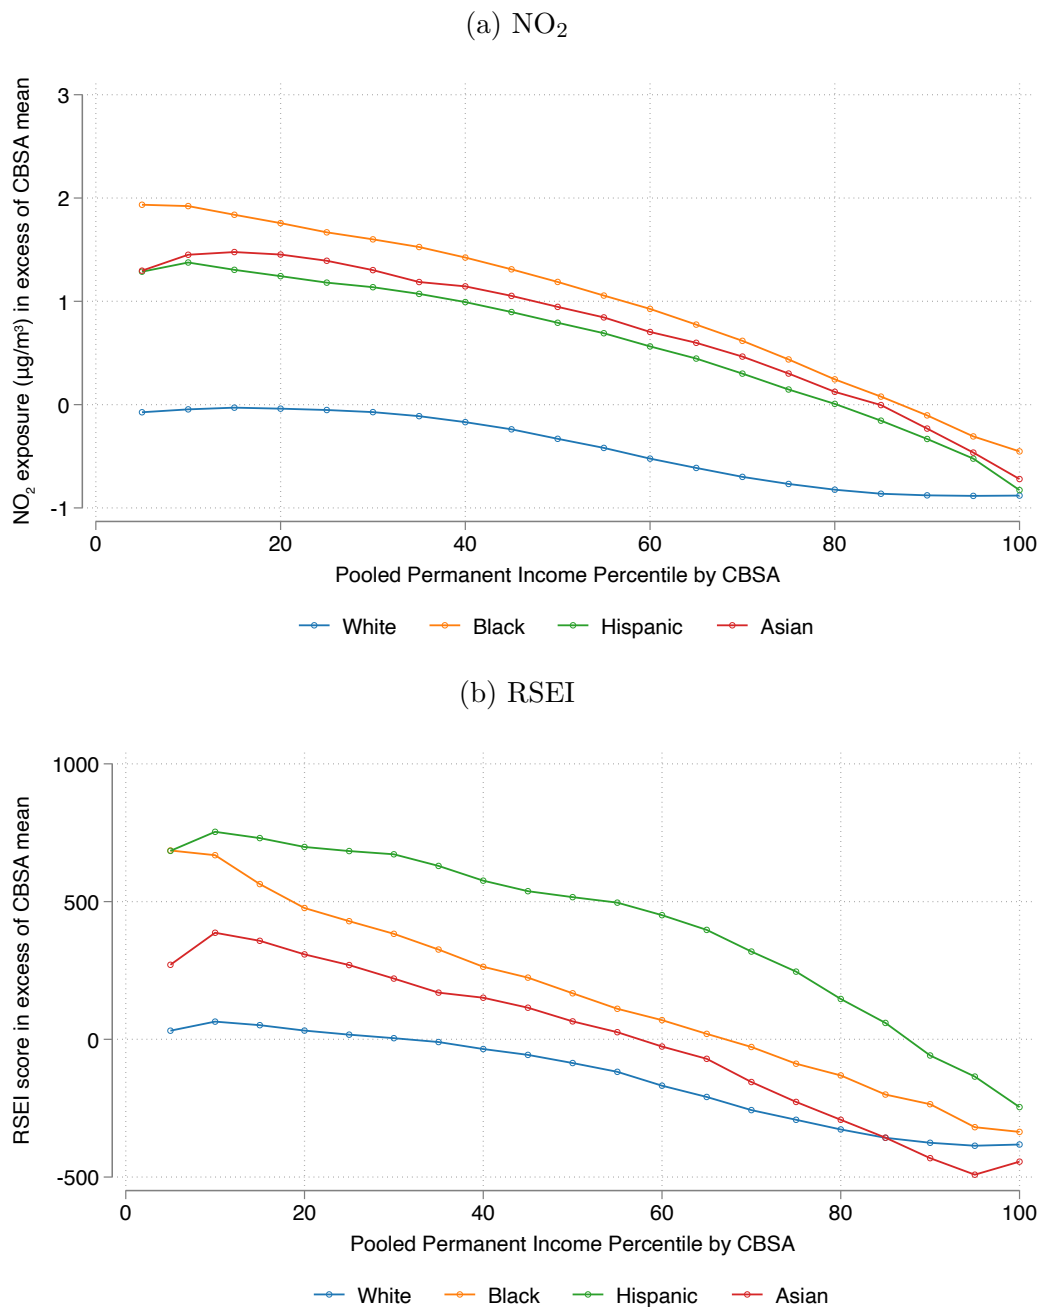 (a) NO₂
NO₂ exposure (µg/m³) in excess of CBSA mean
3
2
1
0
-1
0 20 40 60 80 100
Pooled Permanent Income Percentile by CBSA
White Black Hispanic Asian
(b) RSEI
RSEI score in excess of CBSA mean
1000
500
0
-500
0 20 40 60 80 100
Pooled Permanent Income Percentile by CBSA
White Black Hispanic Asian